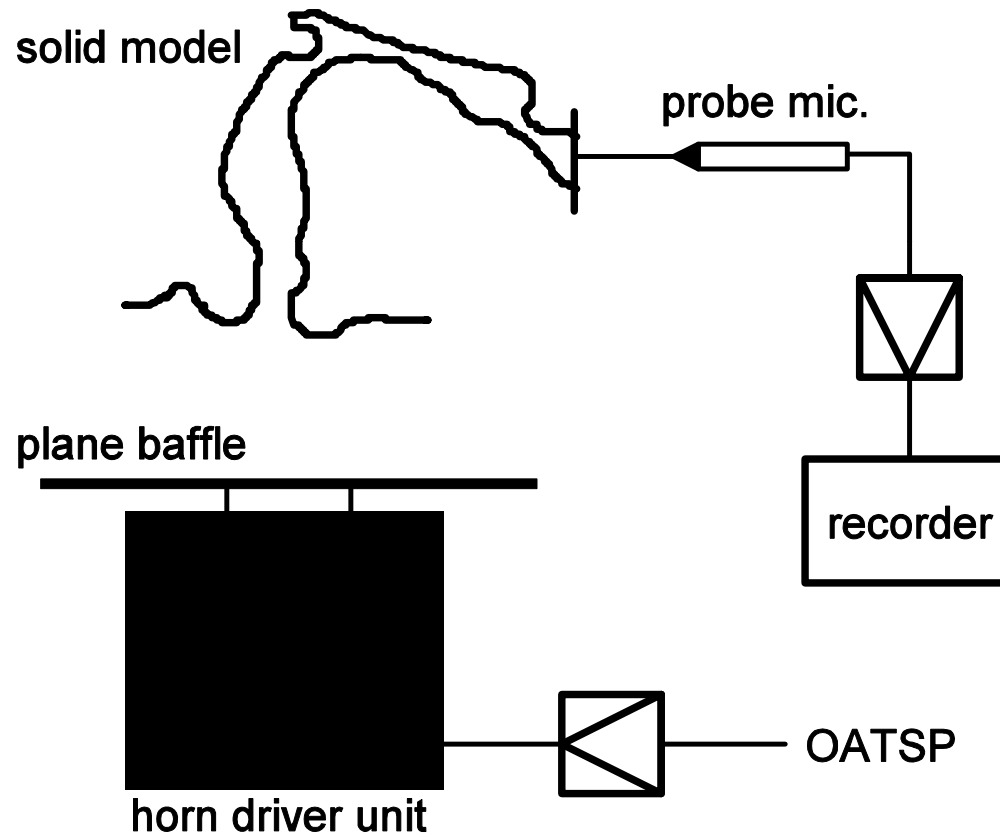 solid model
probe mic.
plane baffle
recorder
OATSP
horn driver unit